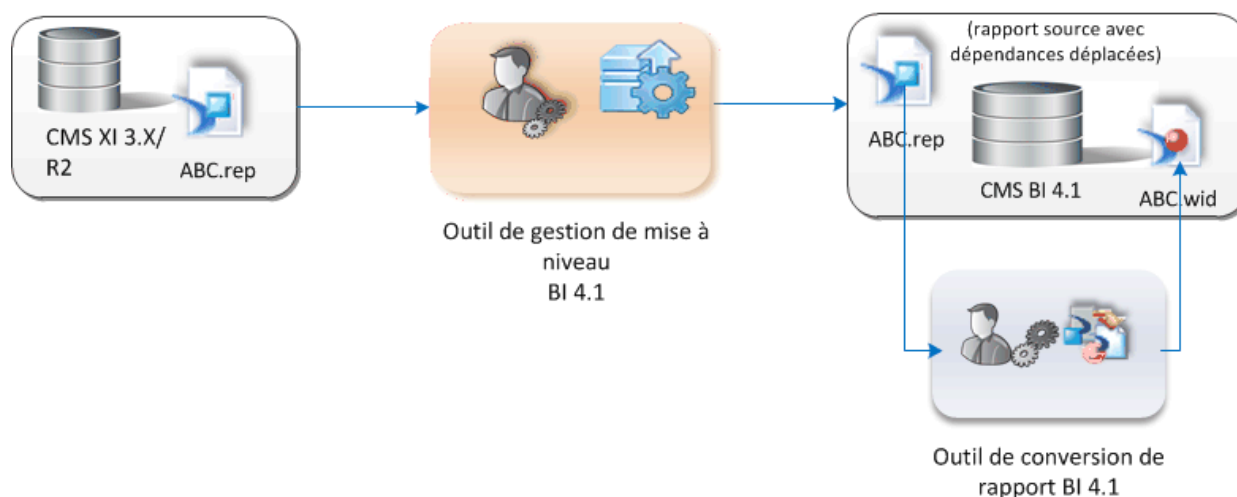 CMS XI 3.X/
R2
ABC.rep
Outil de gestion de mise à
niveau
BI 4.1
(rapport source avec
dépendances déplacées)
ABC.rep
CMS BI 4.1
ABC.wid
Outil de conversion de
rapport BI 4.1